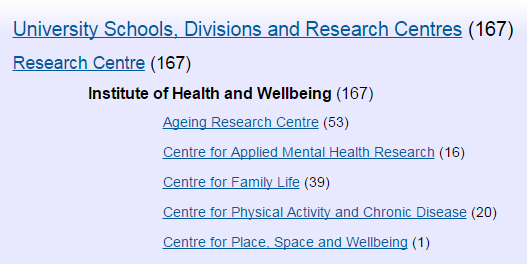 University Schools, Divisions and Research Centres (167)
Research Centre (167)
Institute of Health and Wellbeing (167)
Ageing Research Centre (53)
Centre for Applied Mental Health Research (16)
Centre for Family Life (39)
Centre for Physical Activity and Chronic Disease (20)
Centre for Place, Space and Wellbeing (1)